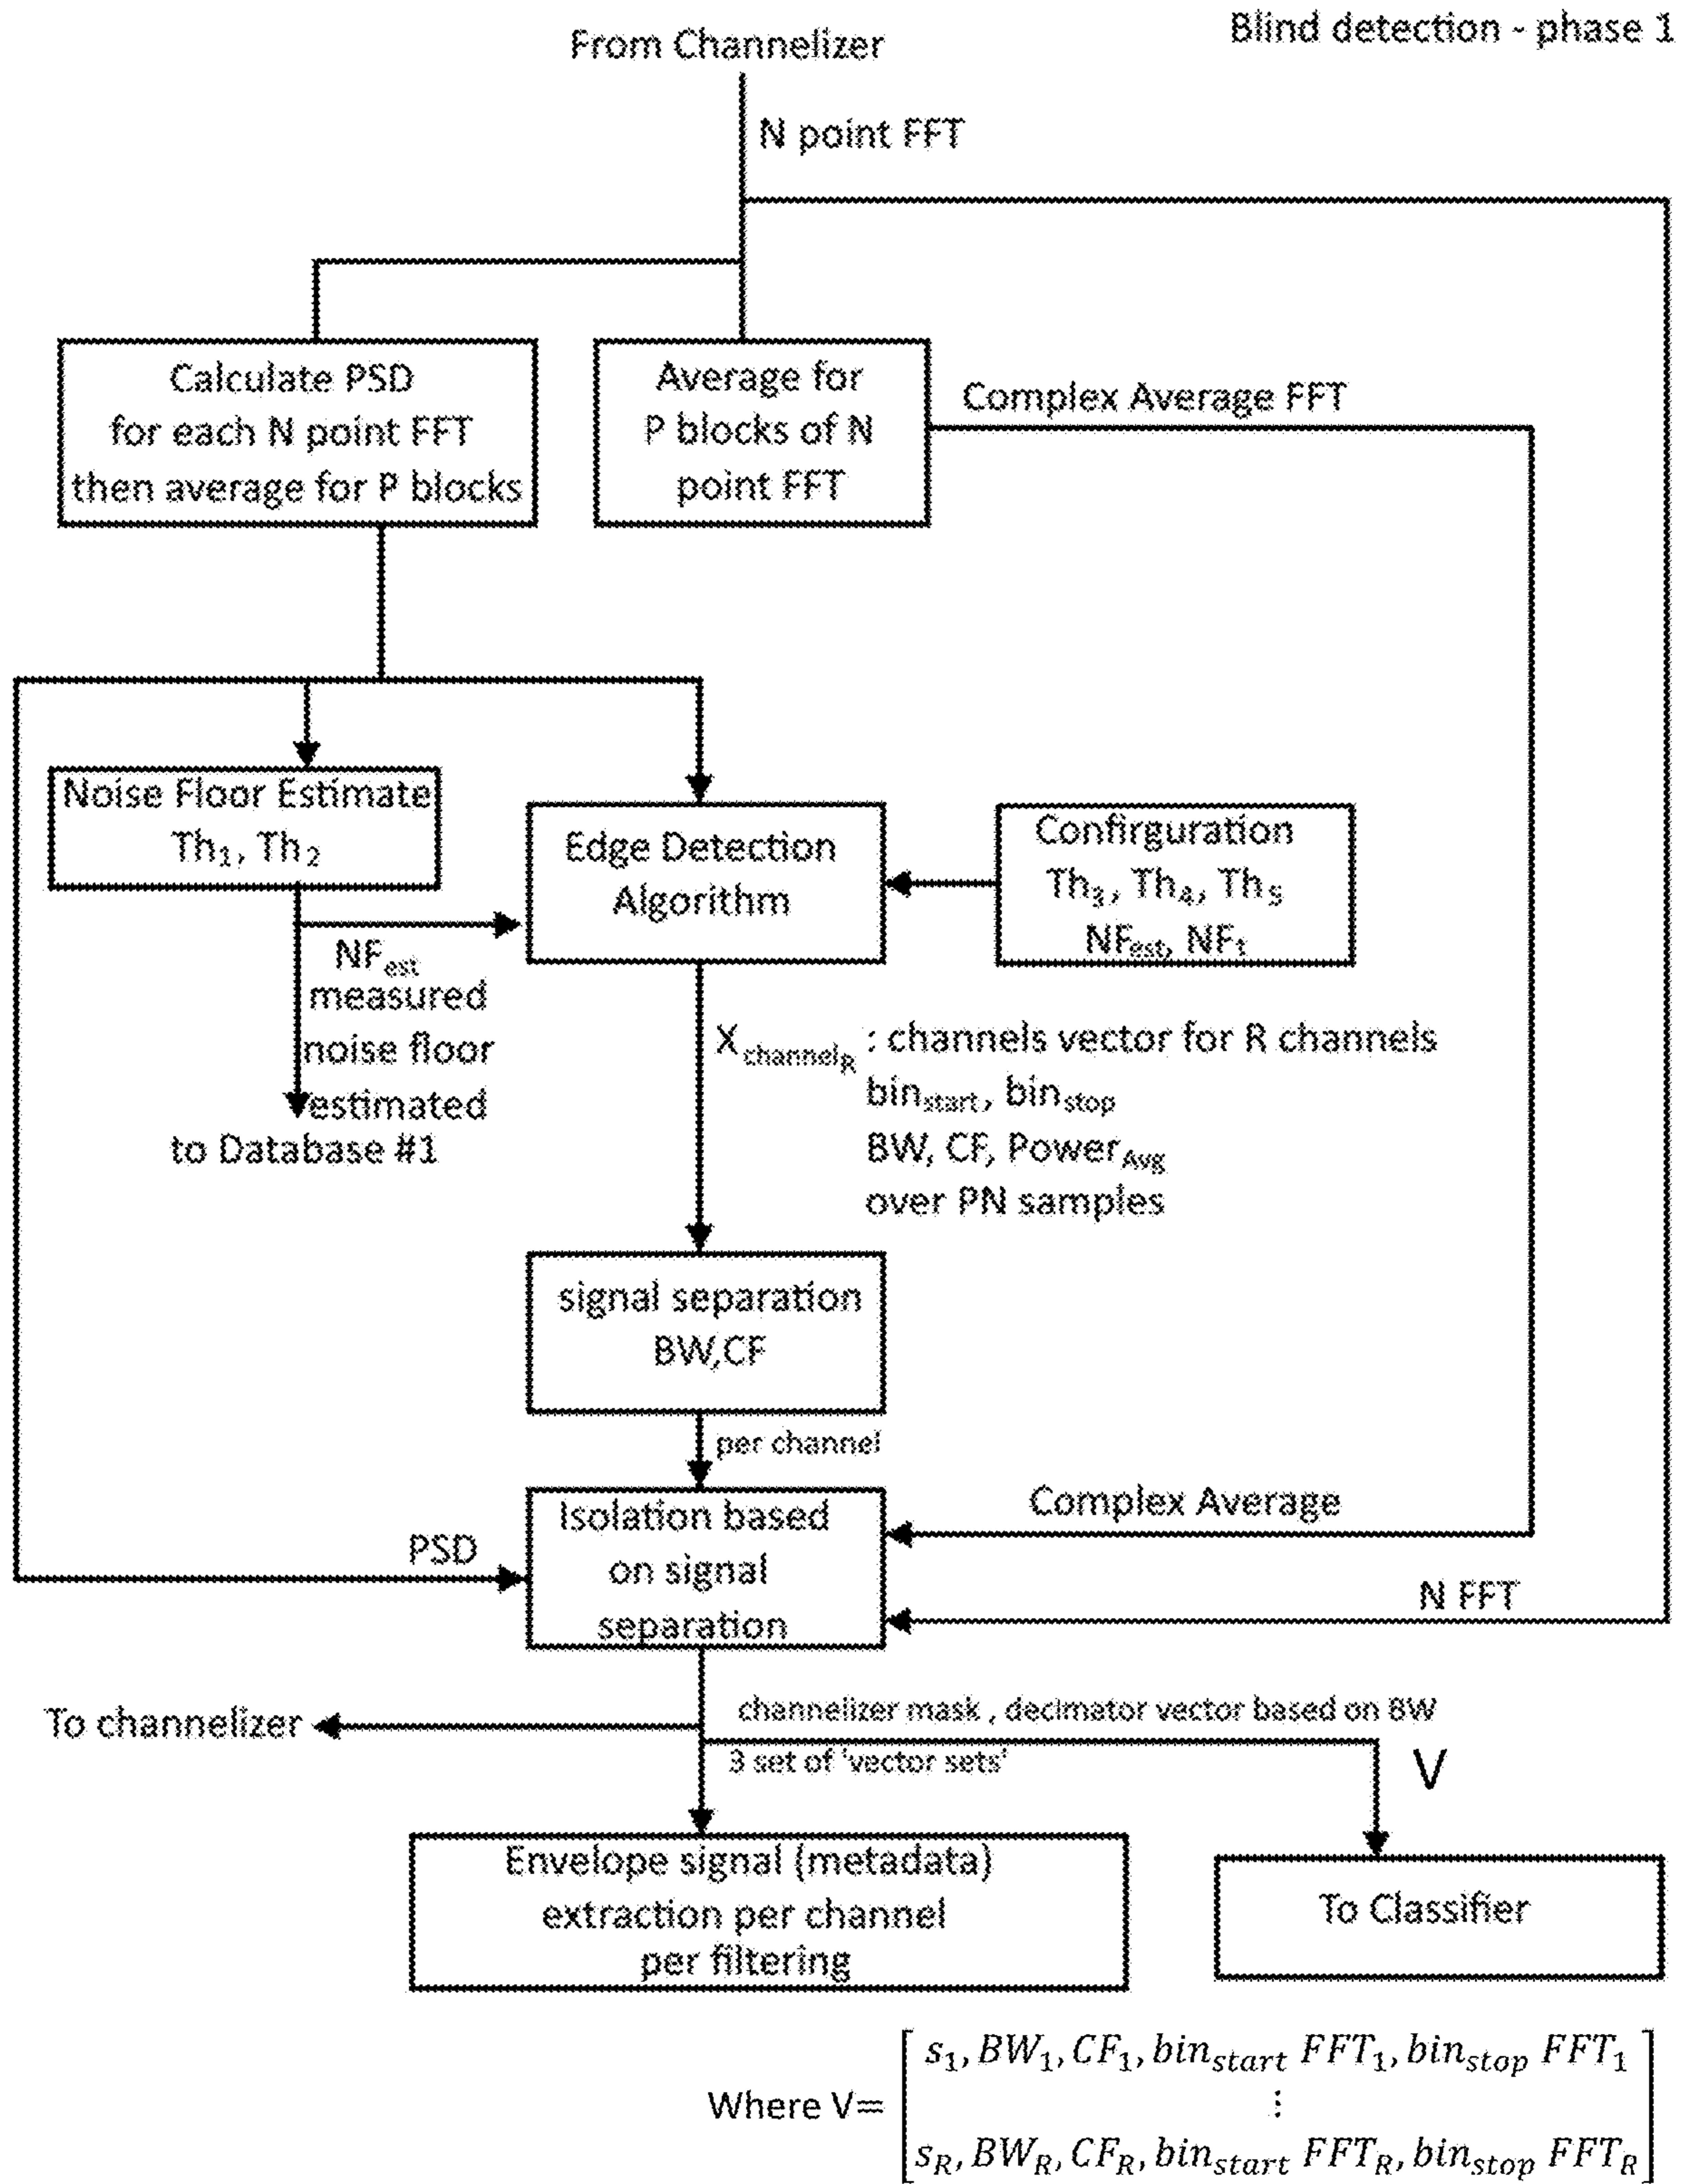 Blind detection - phase 1
From Channelizer
N point FFT
Calculate PSD
for each N point FFT
then average for P blocks
Average for
P blocks of N
point FFT
Complex Average FFT
Noise Floor Estimate
Th₁, Th₂
Edge Detection
Algorithm
Confirguration
Th₃, Th₄, Th₅
NFest, NFt
NFest
measured
noise floor
estimated
to Database #1
XchannelR : channels vector for R channels
binstart, binstop
BW, CF, PowerAvg
over PN samples
signal separation
BW,CF
per channel
Isolation based
on signal
separation
Complex Average
PSD
N FFT
To channelizer
channelizer mask , decimator vector based on BW
3 set of 'vector sets'
V
Envelope signal (metadata)
extraction per channel
per filtering
To Classifier
Where V=
s₁, BW₁, CF₁, binstart FFT₁, binstop FFT₁
⋮
sR, BWR, CFR, binstart FFTR, binstop FFTR